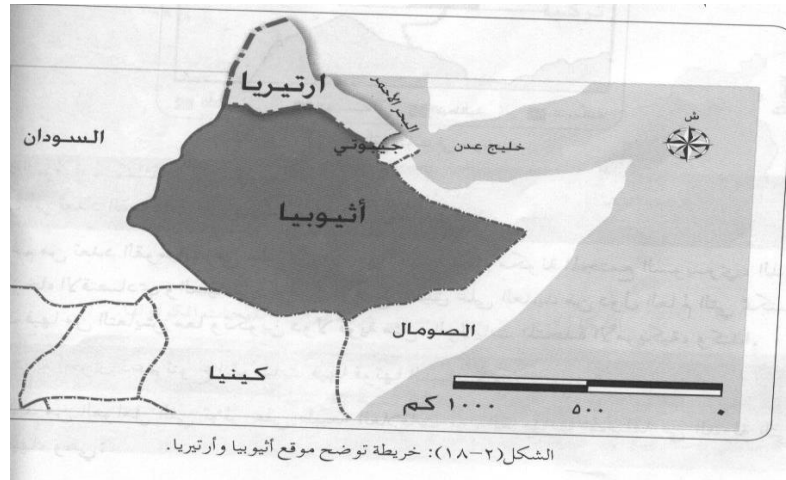 ارتيريا
البحر الأحمر
ش
السودان
جيبوتي
خليج عدن
أثيوبيا
الصومال
كينيا
١٠٠٠ كم ٥٠٠ ٠
الشكل(٢-١٨): خريطة توضح موقع أثيوبيا وأرتيريا.